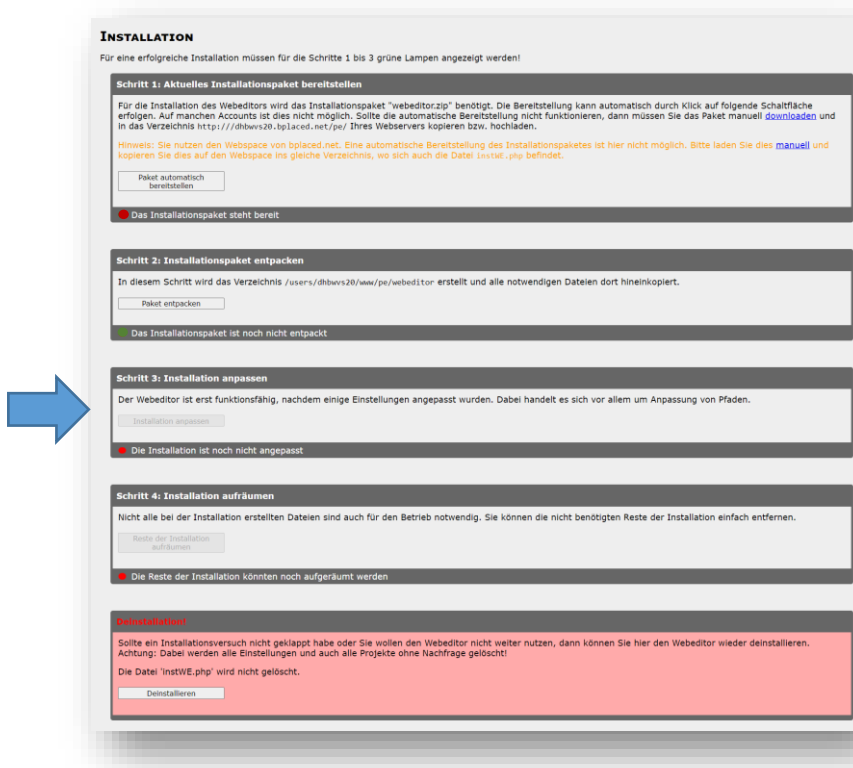 INSTALLATION
Für eine erfolgreiche Installation müssen für die Schritte 1 bis 3 grüne Lampen angezeigt werden!
Schritt 1: Aktuelles Installationspaket bereitstellen
Für die Installation des Webeditors wird das Installationspaket "webeditor.zip" benötigt. Die Bereitstellung kann automatisch durch Klick auf folgende Schaltfläche
erfolgen. Auf manchen Accounts ist dies nicht möglich. Sollte die automatische Bereitstellung nicht funktionieren, dann müssen Sie das Paket manuell downloaden und
in das Verzeichnis http:///dhbwvs20.bplaced.net/pe/ Ihres Webservers kopieren bzw. hochladen.
Hinweis: Sie nutzen den Webspace von bplaced.net. Eine automatische Bereitstellung des Installationspaketes ist hier nicht möglich. Bitte laden Sie dies manuell und
kopieren Sie dies auf den Webspace ins gleiche Verzeichnis, wo sich auch die Datei instWE.php befindet.
Paket automatisch
bereitstellen
Das Installationspaket steht bereit
Schritt 2: Installationspaket entpacken
In diesem Schritt wird das Verzeichnis /users/dhbwvs20/www/pe/webeditor erstellt und alle notwendigen Dateien dort hineinkopiert.
Paket entpacken
Das Installationspaket ist noch nicht entpackt
Schritt 3: Installation anpassen
Der Webeditor ist erst funktionsfähig, nachdem einige Einstellungen angepasst wurden. Dabei handelt es sich vor allem um Anpassung von Pfaden.
Installation anpassen
Die Installation ist noch nicht angepasst
Schritt 4: Installation aufräumen
Nicht alle bei der Installation erstellten Dateien sind auch für den Betrieb notwendig. Sie können die nicht benötigten Reste der Installation einfach entfernen.
Reste der Installation
aufräumen
Die Reste der Installation könnten noch aufgeräumt werden
Deinstallation!
Sollte ein Installationsversuch nicht geklappt habe oder Sie wollen den Webeditor nicht weiter nutzen, dann können Sie hier den Webeditor wieder deinstallieren.
Achtung: Dabei werden alle Einstellungen und auch alle Projekte ohne Nachfrage gelöscht!
Die Datei 'instWE.php' wird nicht gelöscht.
Deinstallieren